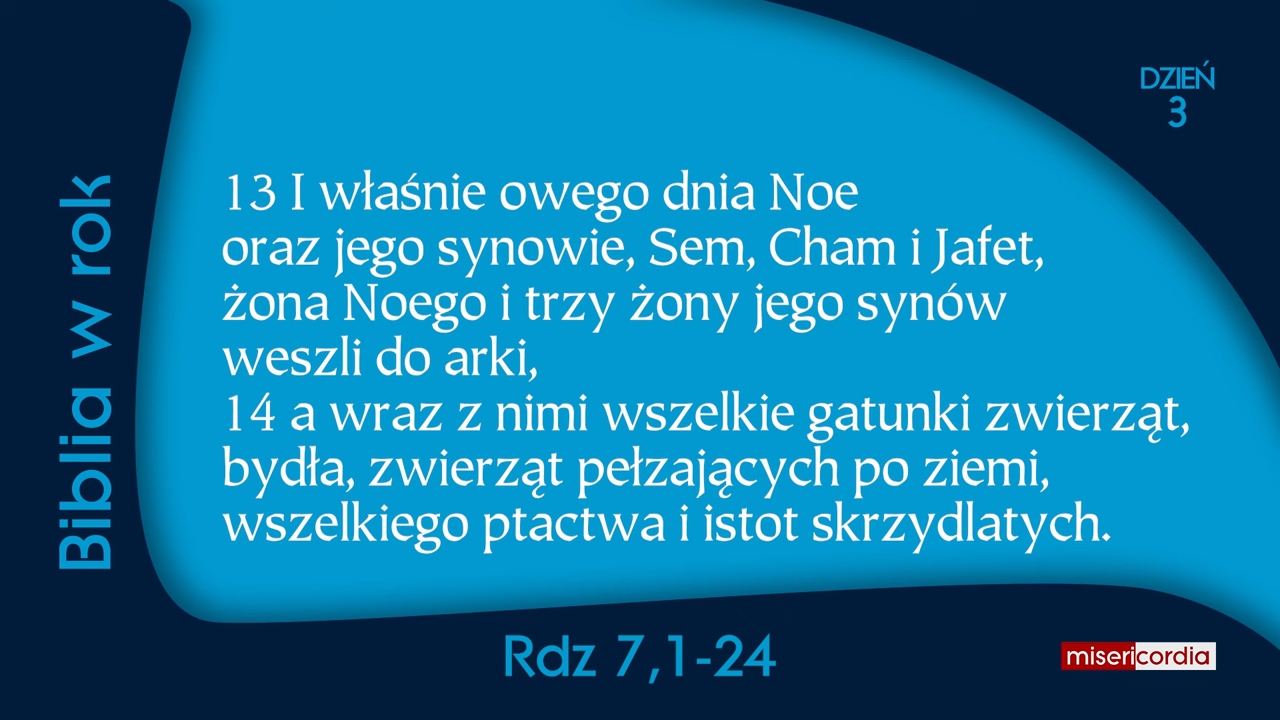 DZIEŃ
3
Biblia w rok
13 I właśnie owego dnia Noe
oraz jego synowie, Sem, Cham i Jafet,
żona Noego i trzy żony jego synów
weszli do arki,
14 a wraz z nimi wszelkie gatunki zwierząt,
bydła, zwierząt pełzających po ziemi,
wszelkiego ptactwa i istot skrzydlatych.
Rdz 7,1-24
misericordia